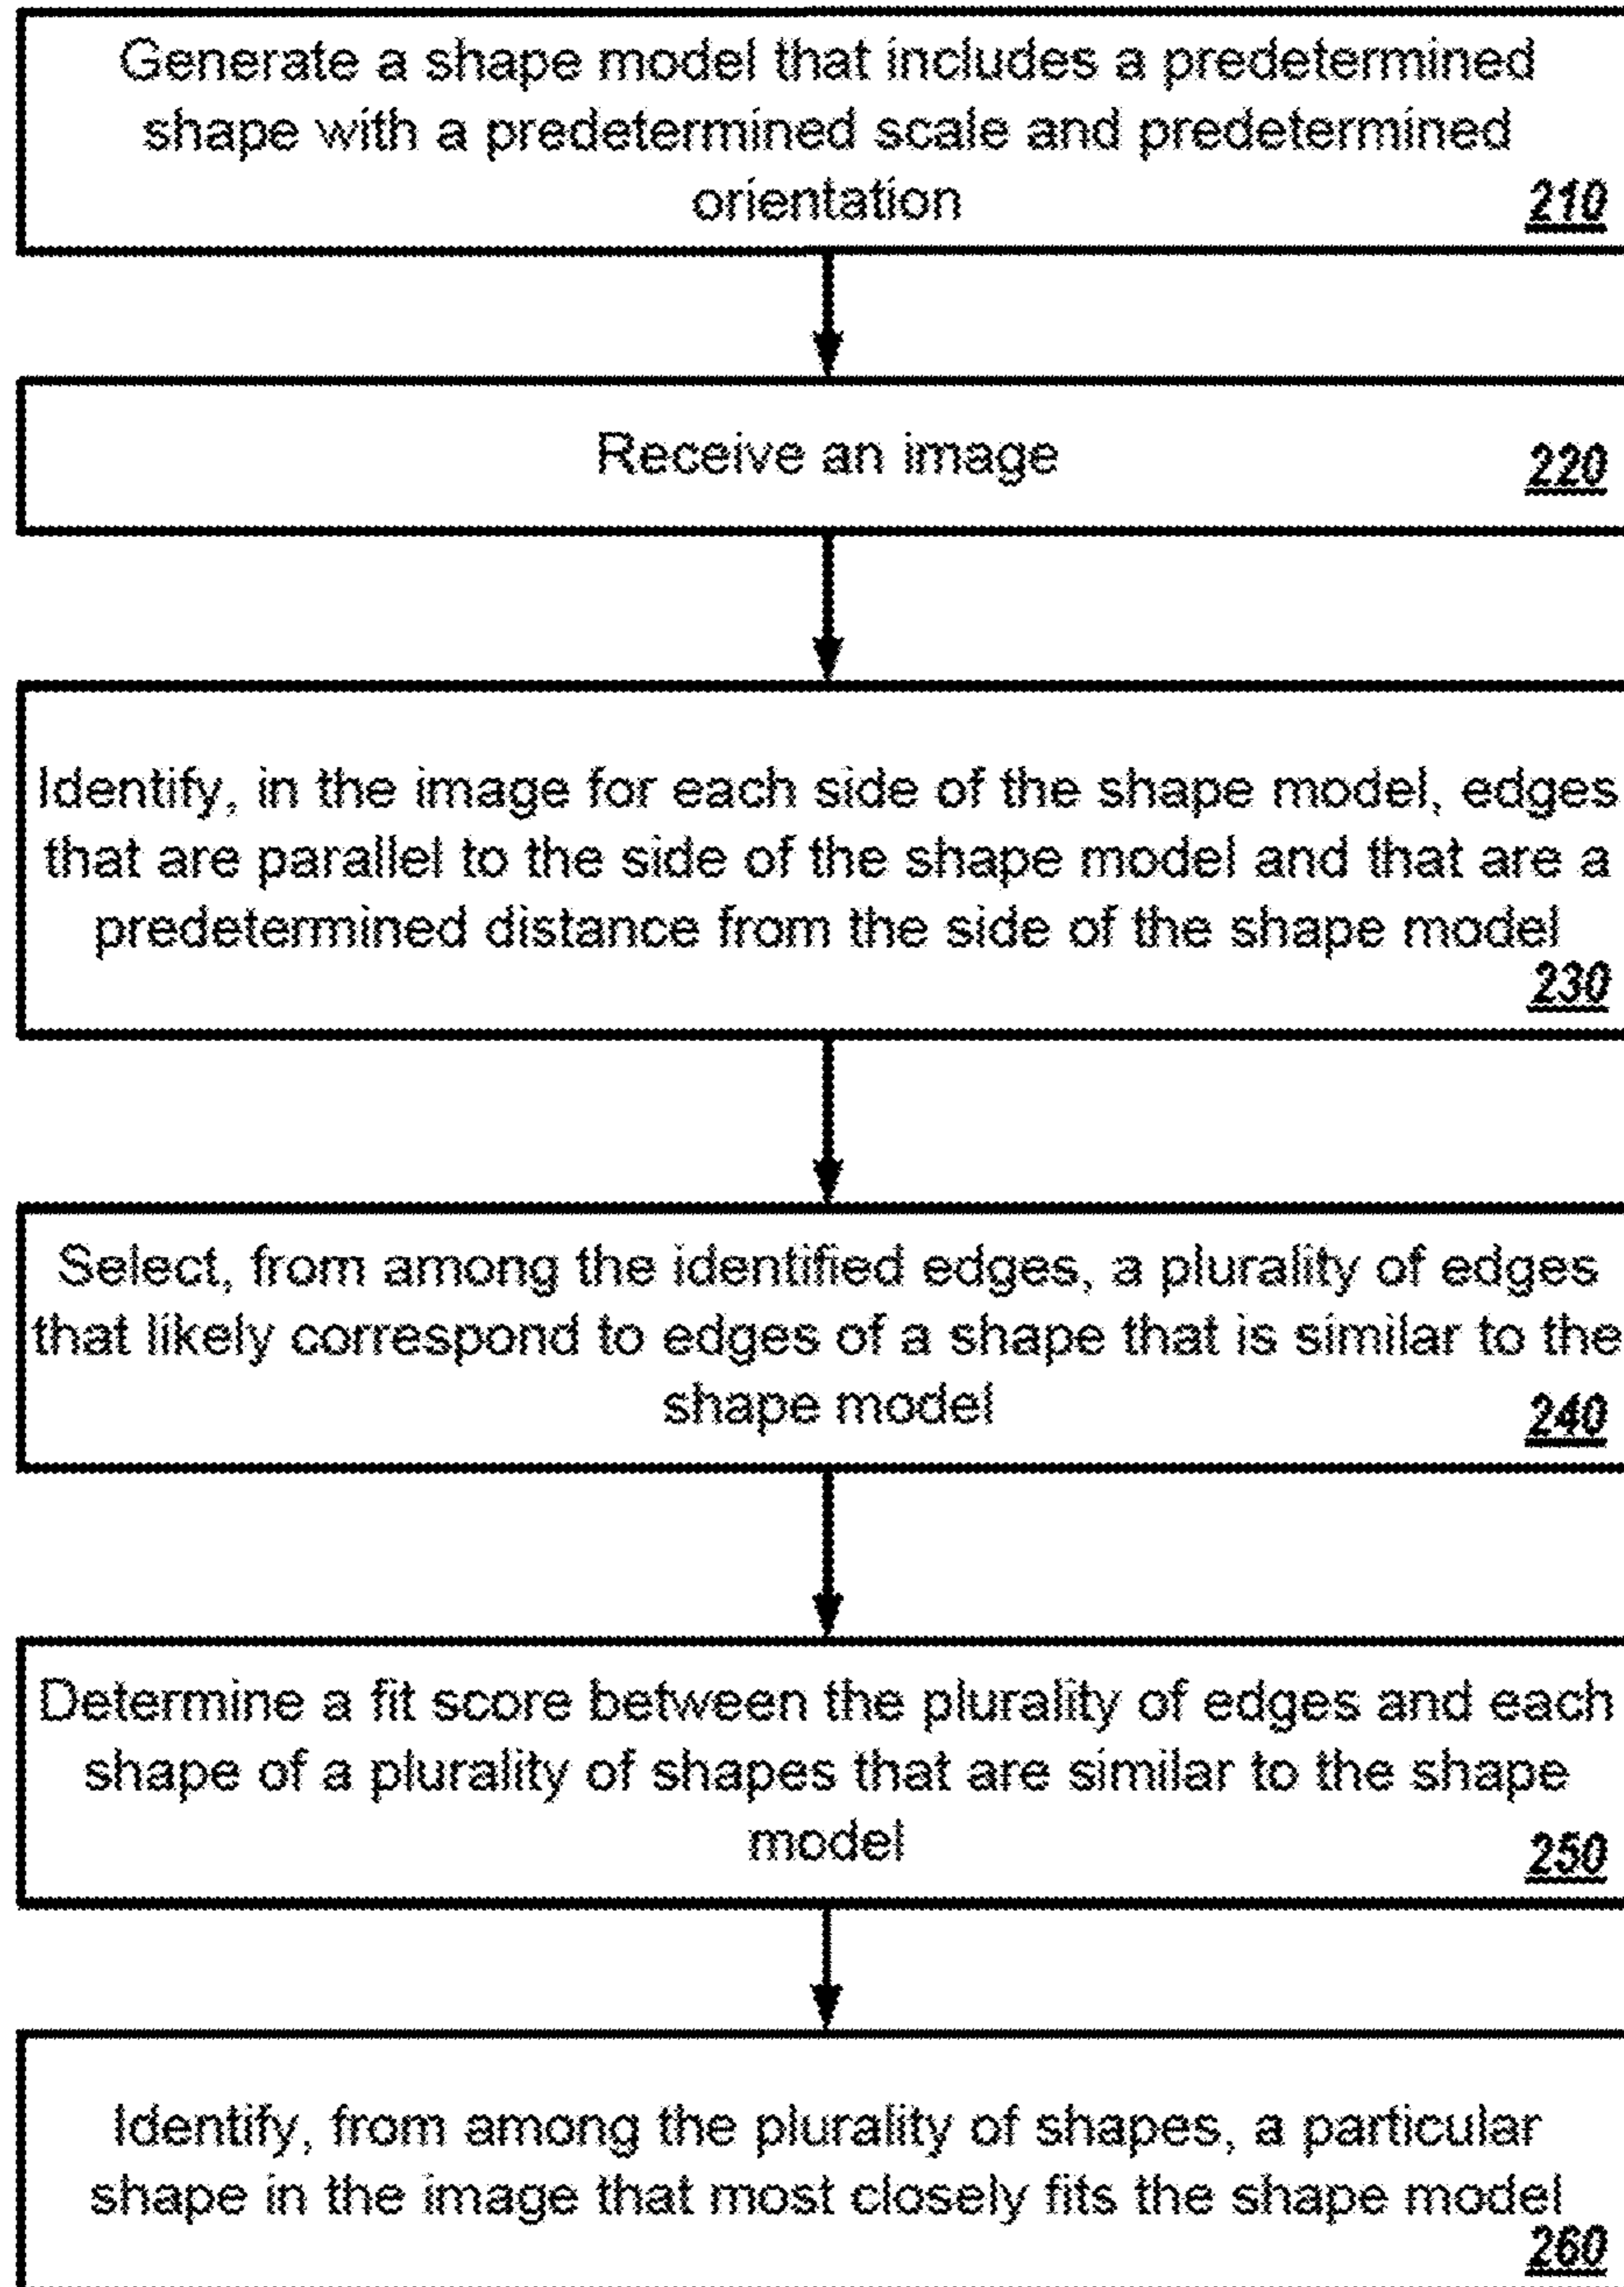 Generate a shape model that includes a predetermined
shape with a predetermined scale and predetermined
orientation
210
Receive an image
220
Identify, in the image for each side of the shape model, edges
that are parallel to the side of the shape model and that are a
predetermined distance from the side of the shape model
230
Select, from among the identified edges, a plurality of edges
that likely correspond to edges of a shape that is similar to the
shape model
240
Determine a fit score between the plurality of edges and each
shape of a plurality of shapes that are similar to the shape
model
250
Identify, from among the plurality of shapes, a particular
shape in the image that most closely fits the shape model
260